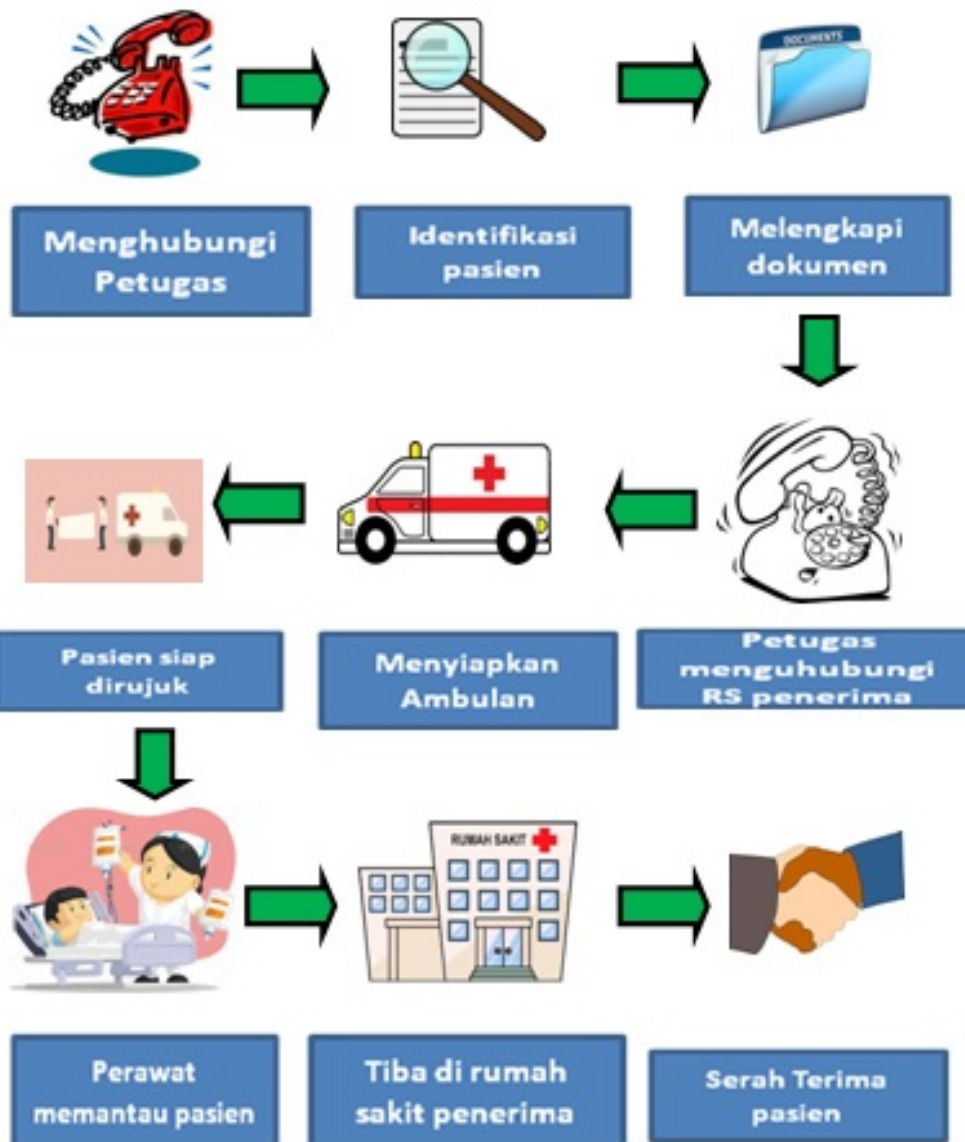 DOCUMENTS
Menghubungi
Petugas
Identifikasi
pasien
Melengkapi
dokumen
Pasien siap
dirujuk
Menyiapkan
Ambulan
Petugas
menguhubungi
RS penerima
RUMAH SAKIT
Perawat
memantau pasien
Tiba di rumah
sakit penerima
Serah Terima
pasien